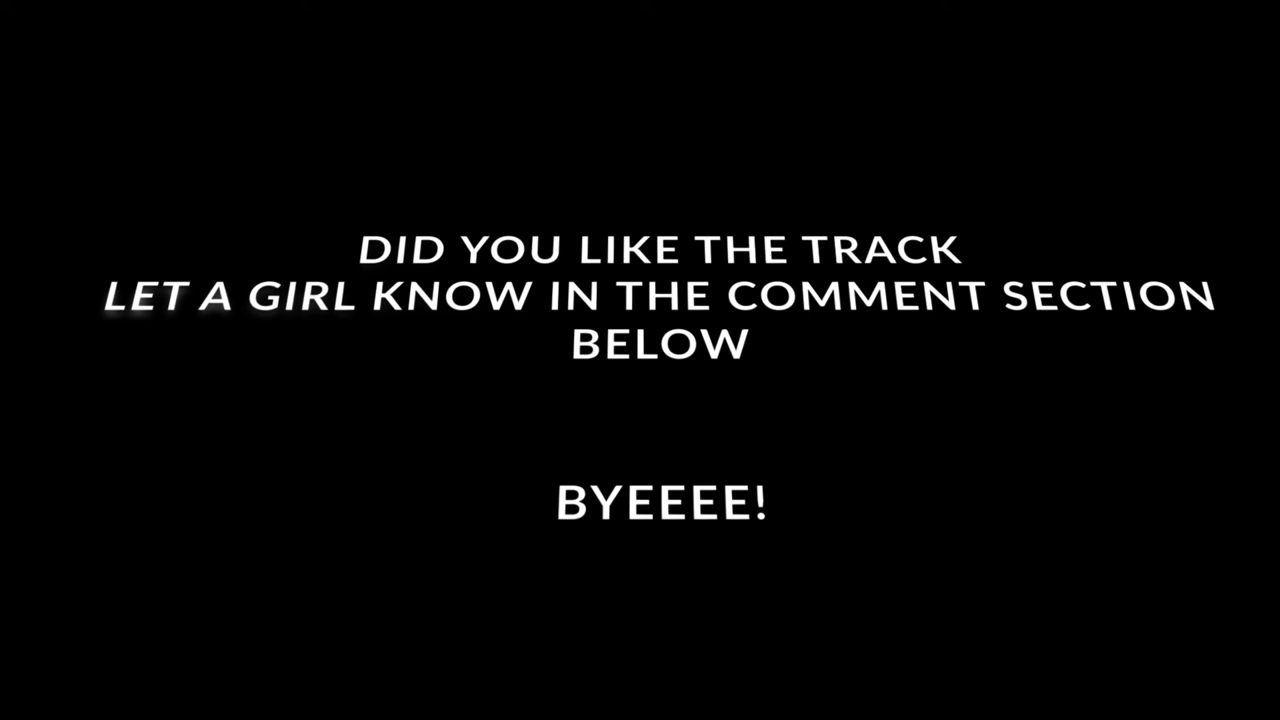 DID YOU LIKE THE TRACK
LET A GIRL KNOW IN THE COMMENT SECTION
BELOW
BYEEEE!